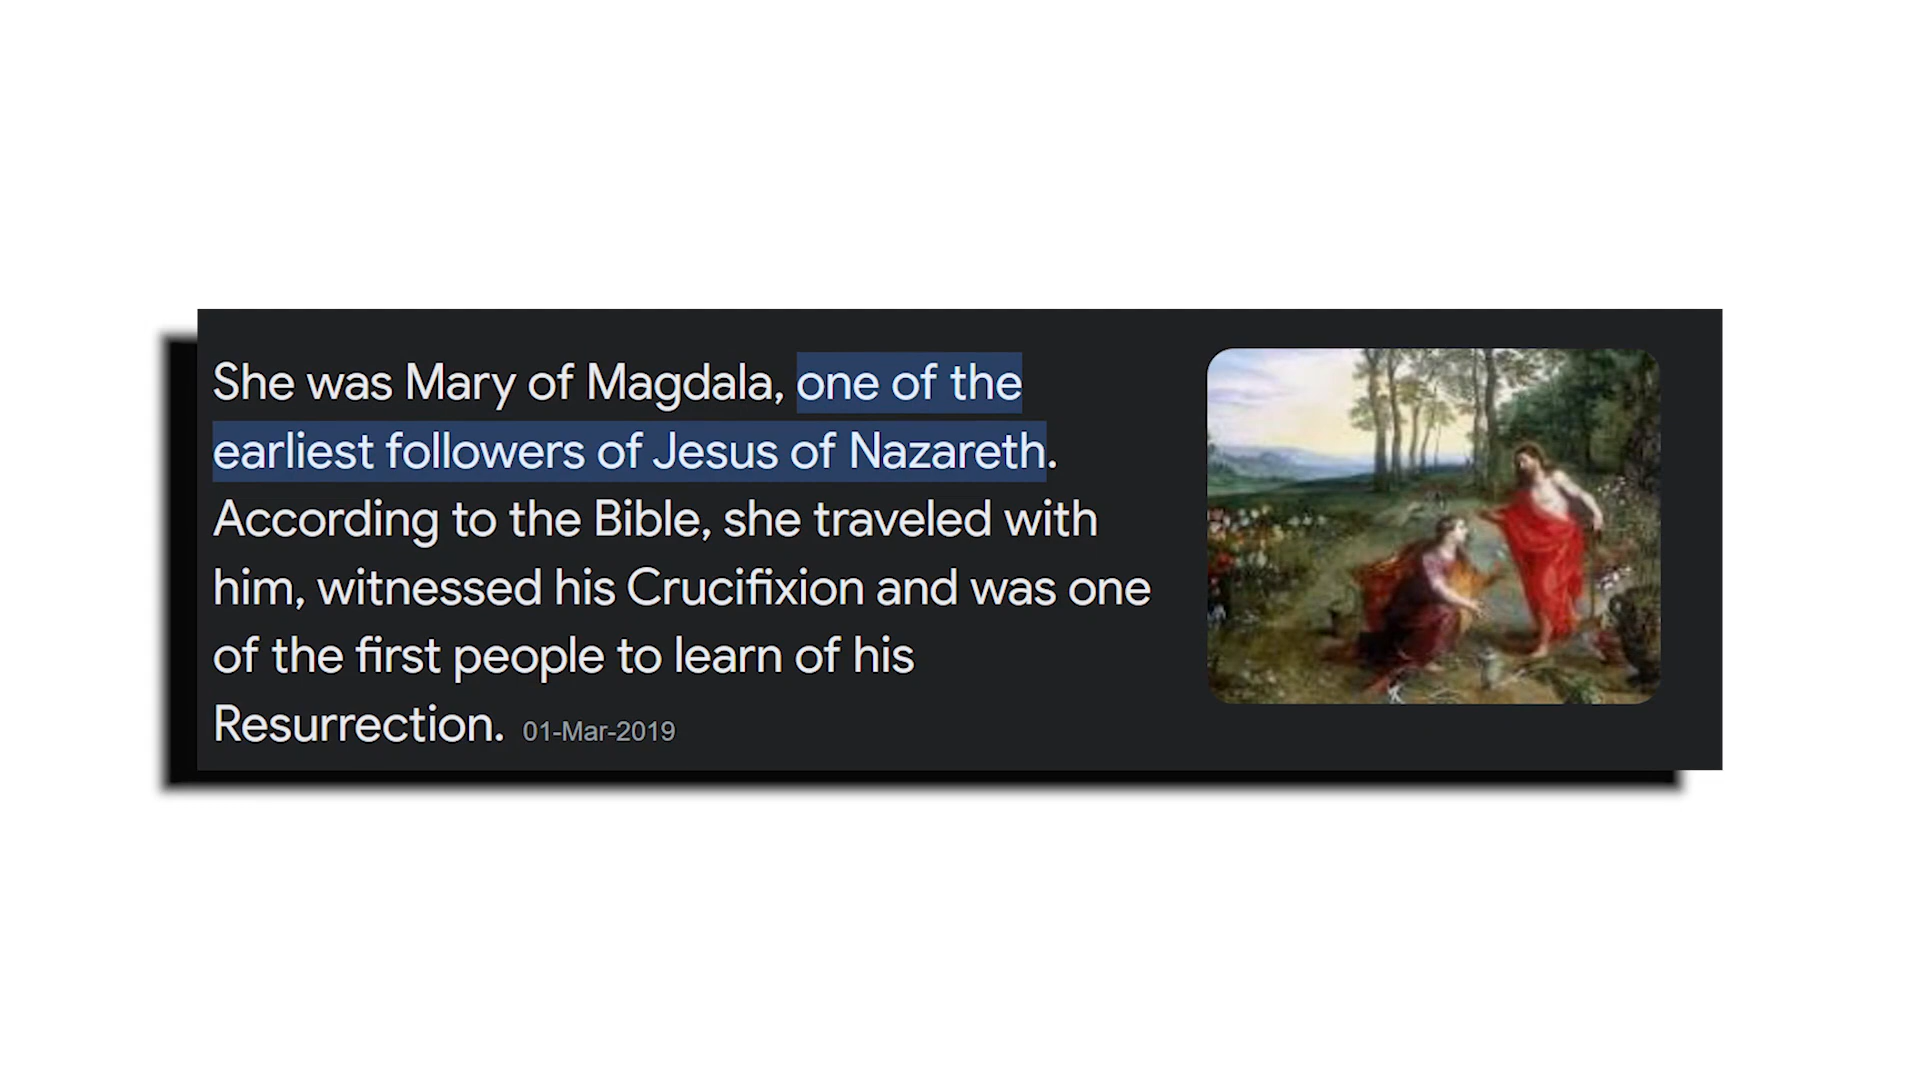 She was Mary of Magdala, one of the
earliest followers of Jesus of Nazareth.
According to the Bible, she traveled with
him, witnessed his Crucifixion and was one
of the first people to learn of his
Resurrection. 01-Mar-2019